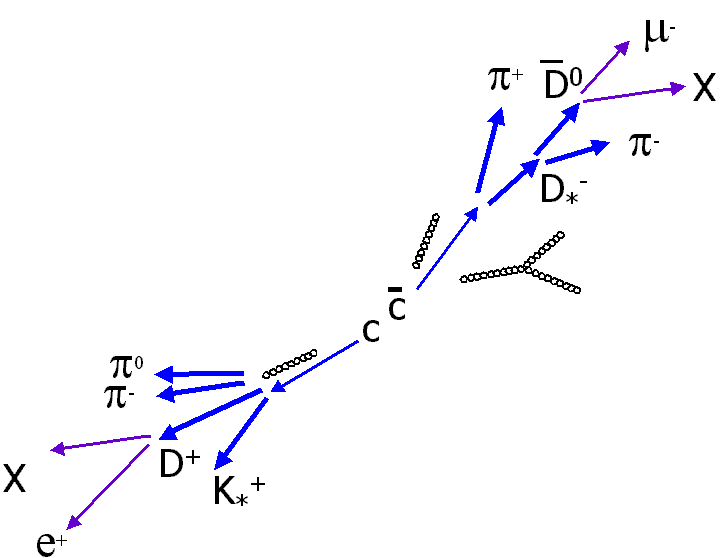 μ-
π+
D̅0
X
π-
D*-
c̅
c
π0
π-
D+
X
K*+
e+